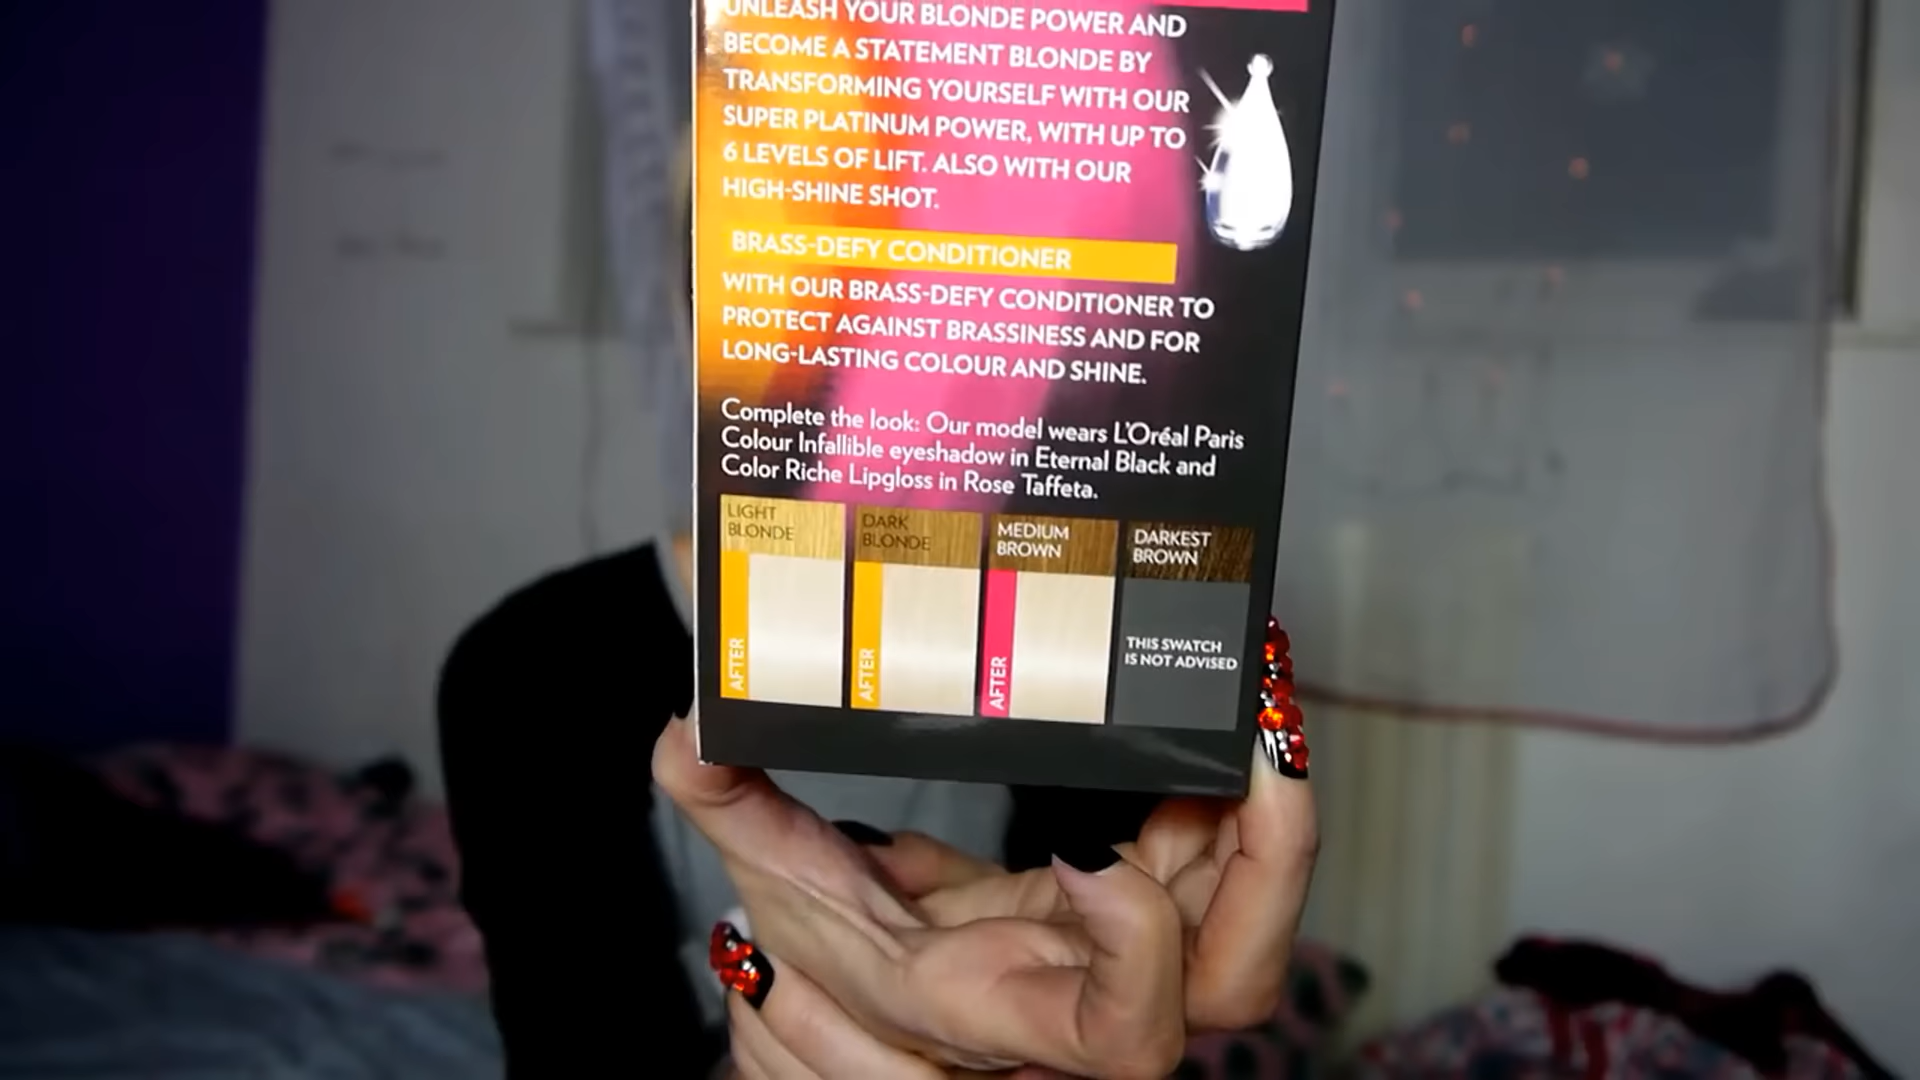 UNLEASH YOUR BLONDE POWER AND
BECOME A STATEMENT BLONDE BY
TRANSFORMING YOURSELF WITH OUR
SUPER PLATINUM POWER, WITH UP TO
6 LEVELS OF LIFT. ALSO WITH OUR
HIGH-SHINE SHOT.
BRASS-DEFY CONDITIONER
WITH OUR BRASS-DEFY CONDITIONER TO
PROTECT AGAINST BRASSINESS AND FOR
LONG-LASTING COLOUR AND SHINE.
Complete the look: Our model wears L'Oréal Paris
Colour Infallible eyeshadow in Eternal Black and
Color Riche Lipgloss in Rose Taffeta.
LIGHT
BLONDE
AFTER
DARK
BLONDE
AFTER
MEDIUM
BROWN
AFTER
DARKEST
BROWN
THIS SWATCH
IS NOT ADVISED